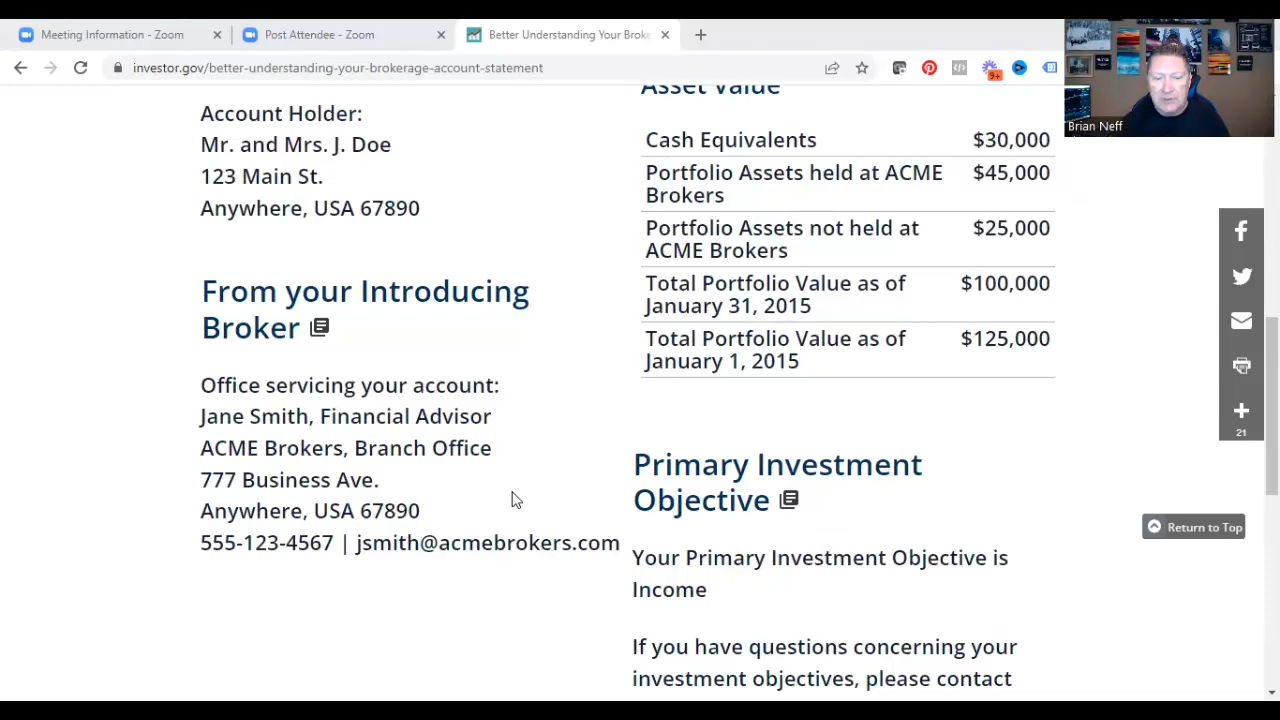 Meeting Information - Zoom
Post Attendee - Zoom
Better Understanding Your Brok
investor.gov/better-understanding-your-brokerage-account-statement
9+
Brian Neff
Account Holder:
Mr. and Mrs. J. Doe
123 Main St.
Anywhere, USA 67890
From your Introducing
Broker
Office servicing your account:
Jane Smith, Financial Advisor
ACME Brokers, Branch Office
777 Business Ave.
Anywhere, USA 67890
555-123-4567 | jsmith@acmebrokers.com
Asset Value
Cash Equivalents $30,000
Portfolio Assets held at ACME $45,000
Brokers
Portfolio Assets not held at $25,000
ACME Brokers
Total Portfolio Value as of $100,000
January 31, 2015
Total Portfolio Value as of $125,000
January 1, 2015
Primary Investment
Objective
Your Primary Investment Objective is
Income
If you have questions concerning your
investment objectives, please contact
21
Return to Top